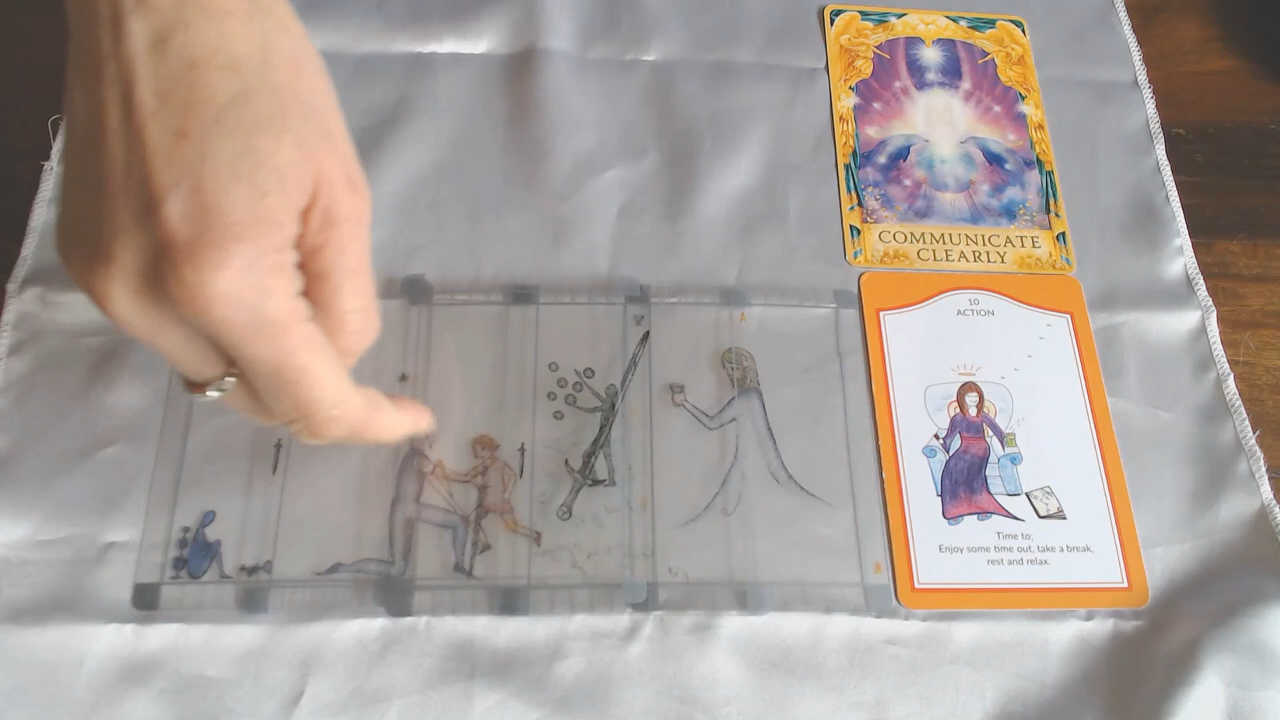 COMMUNICATE
CLEARLY
10
ACTION
Time to;
Enjoy some time out, take a break,
rest and relax.
A